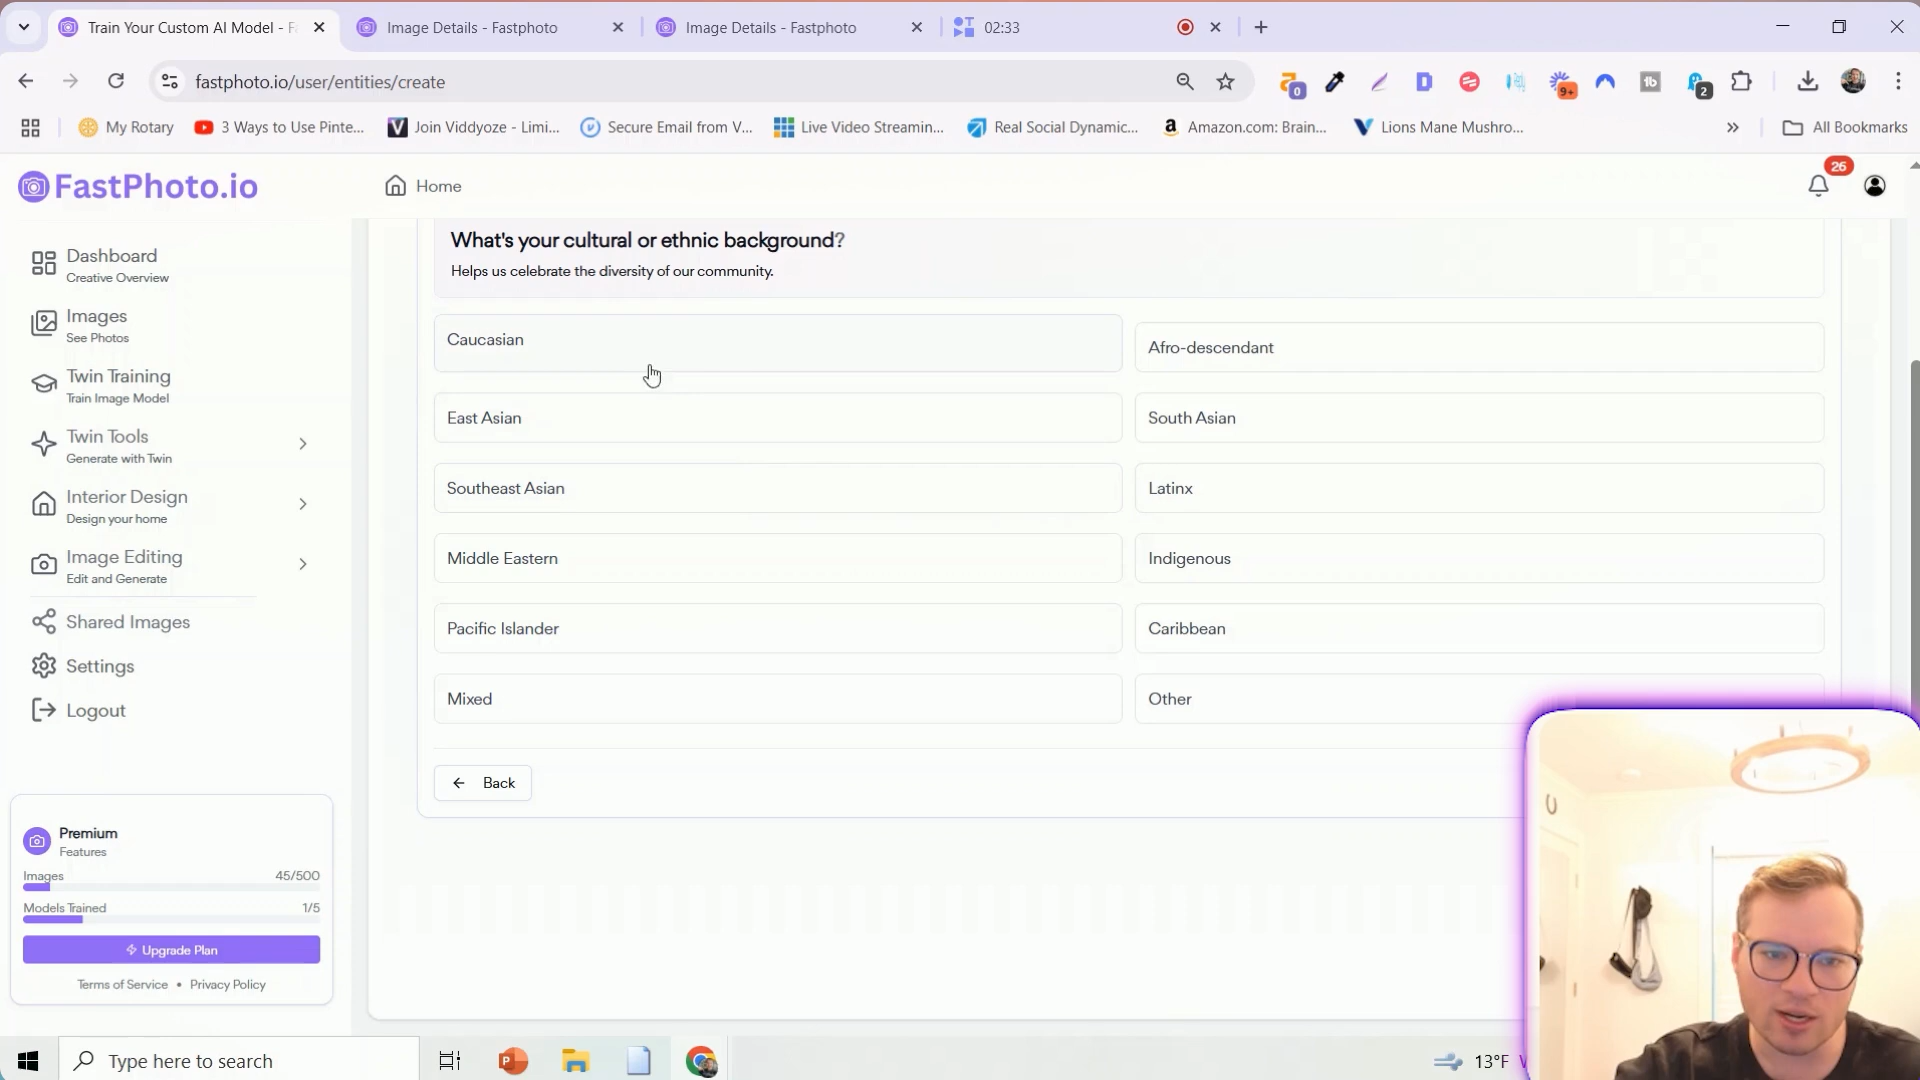 Train Your Custom AI Model - F
Image Details - Fastphoto
Image Details - Fastphoto
02:33
fastphoto.io/user/entities/create
0
9+
tb
2
My Rotary
3 Ways to Use Pinte...
Join Viddyoze - Limi...
Secure Email from V...
Live Video Streamin...
Real Social Dynamic...
Amazon.com: Brain...
Lions Mane Mushro...
All Bookmarks
FastPhoto.io
Home
26
Dashboard
Creative Overview
Images
See Photos
Twin Training
Train Image Model
Twin Tools
Generate with Twin
Interior Design
Design your home
Image Editing
Edit and Generate
Shared Images
Settings
Logout
Premium
Features
Images 45/500
Models Trained 1/5
Upgrade Plan
Terms of Service • Privacy Policy
What's your cultural or ethnic background?
Helps us celebrate the diversity of our community.
Caucasian
Afro-descendant
East Asian
South Asian
Southeast Asian
Latinx
Middle Eastern
Indigenous
Pacific Islander
Caribbean
Mixed
Other
Back
Type here to search
13°F